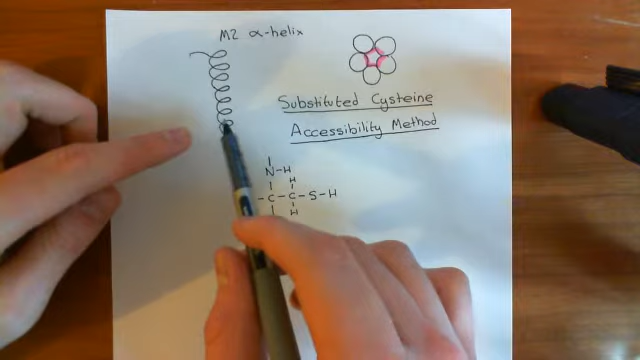 M2 α-helix
Substituted Cysteine
Accessibility Method
N-H
H
-C-C-S-H
H